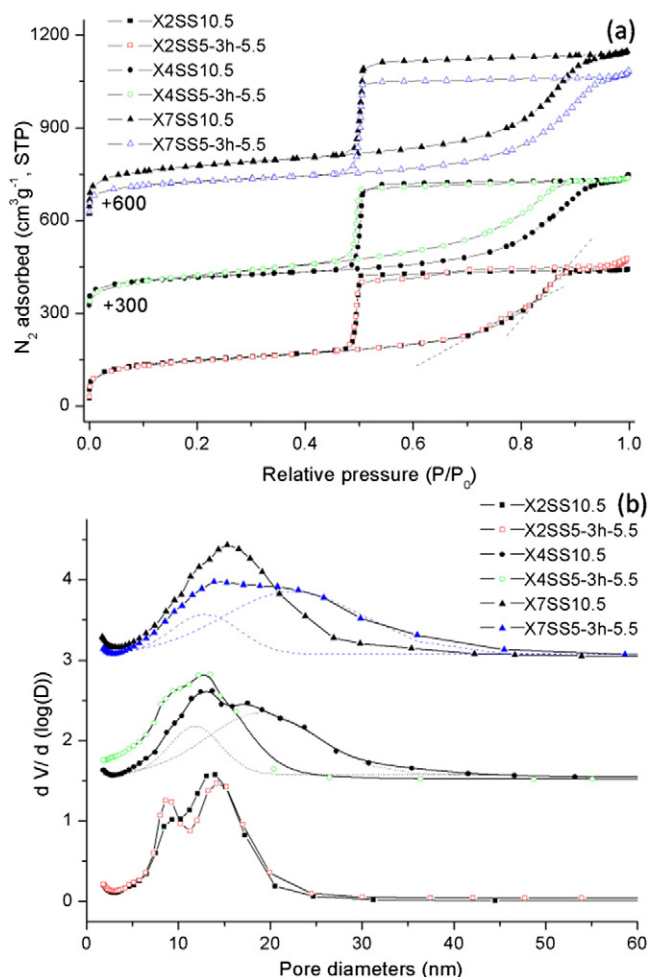 (a)
X2SS10.5
X2SS5-3h-5.5
X4SS10.5
X4SS5-3h-5.5
X7SS10.5
X7SS5-3h-5.5
1200
900
600
300
0
+600
+300
N₂ adsorbed (cm³g⁻¹, STP)
0.0 0.2 0.4 0.6 0.8 1.0
Relative pressure (P/P₀)
(b)
X2SS10.5
X2SS5-3h-5.5
X4SS10.5
X4SS5-3h-5.5
X7SS10.5
X7SS5-3h-5.5
4
3
2
1
0
d V/ d (log(D))
0 10 20 30 40 50 60
Pore diameters (nm)